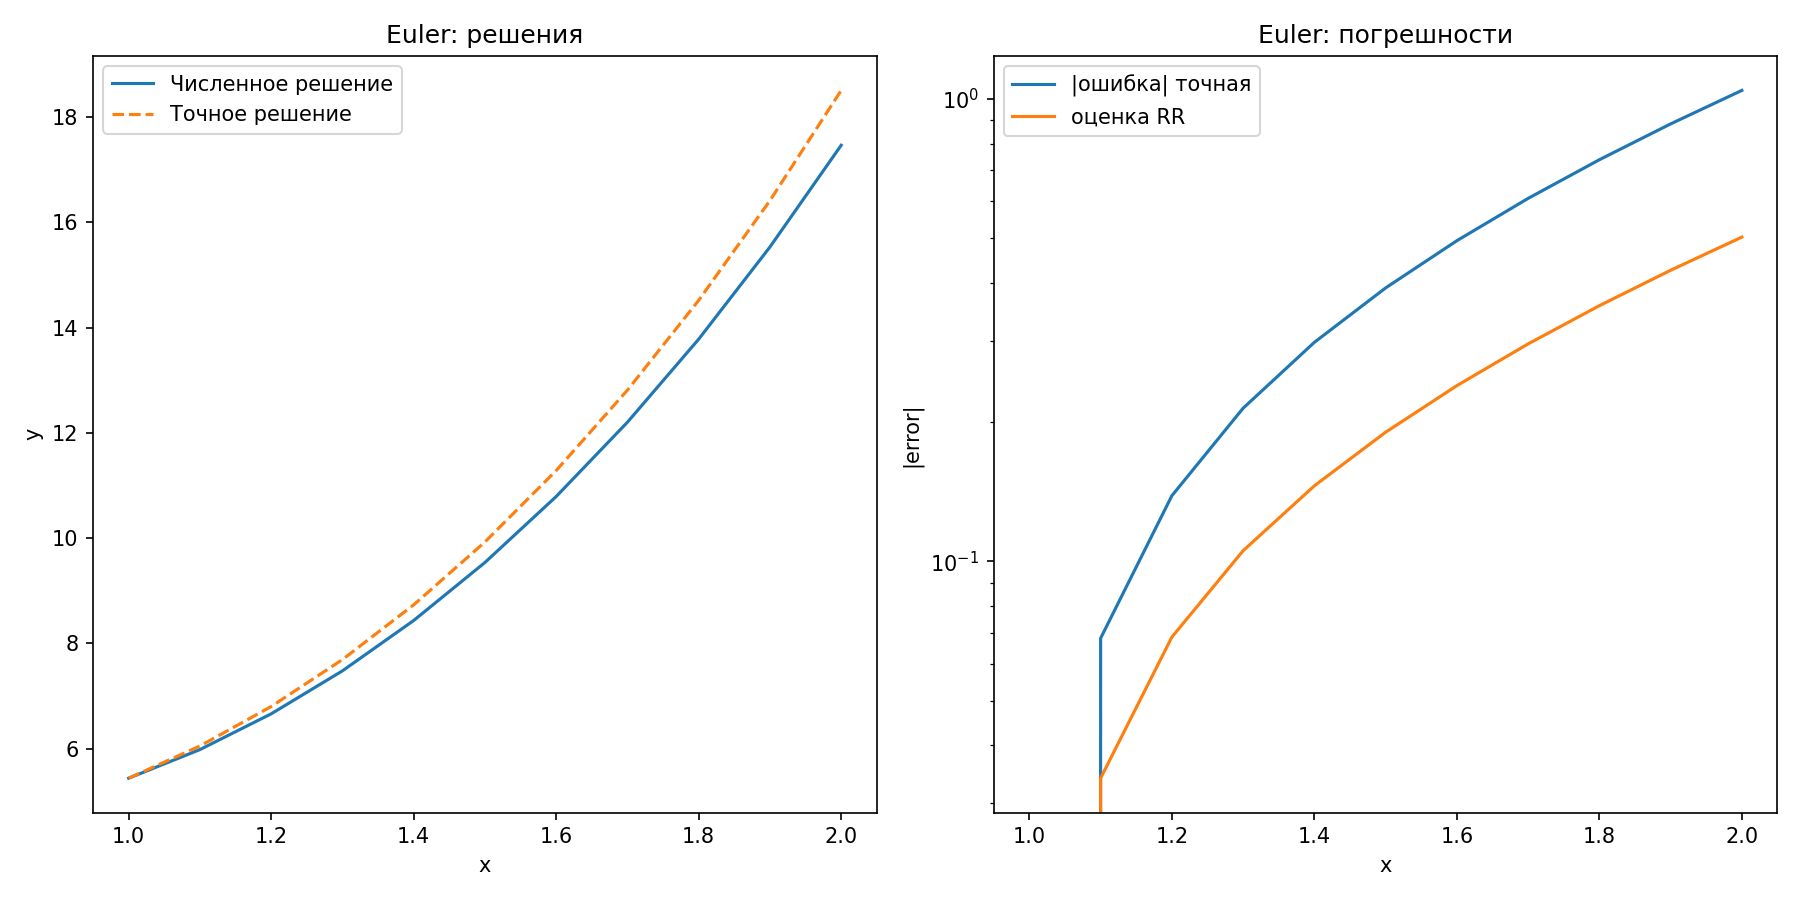 Euler: решения
Численное решение
Точное решение
18
16
14
12
10
8
6
y
1.0 1.2 1.4 1.6 1.8 2.0
x
Euler: погрешности
|ошибка| точная
оценка RR
10⁰
10⁻¹
|error|
1.0 1.2 1.4 1.6 1.8 2.0
x